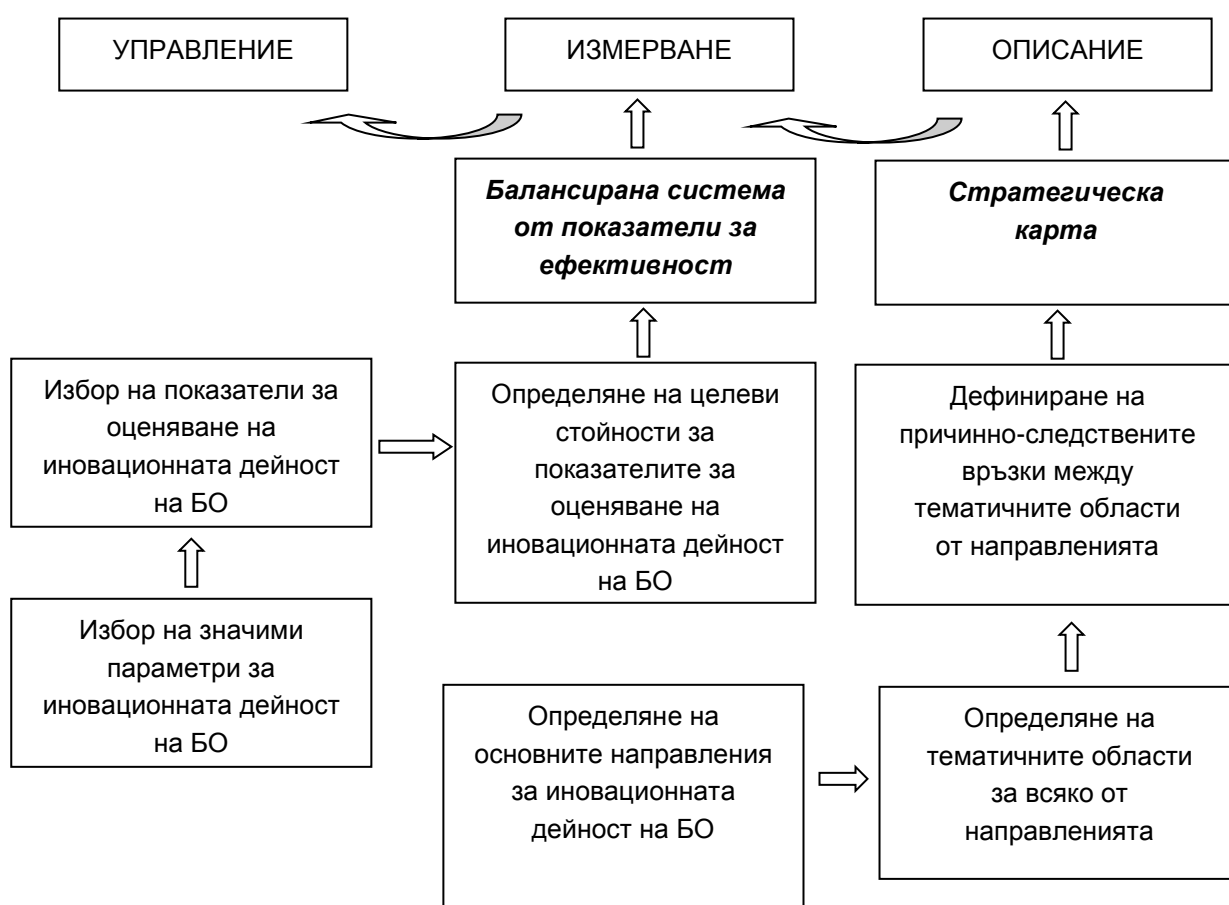 УПРАВЛЕНИЕ
ИЗМЕРВАНЕ
ОПИСАНИЕ
Балансирана система
от показатели за
ефективност
Стратегическа
карта
Избор на показатели за
оценяване на
иновационната дейност
на БО
Определяне на целеви
стойности за
показателите за
оценяване на
иновационната дейност
на БО
Дефиниране на
причинно-следствените
връзки между
тематичните области
от направленията
Избор на значими
параметри за
иновационната дейност
на БО
Определяне на
основните направления
за иновационната
дейност на БО
Определяне на
тематичните области
за всяко от
направленията